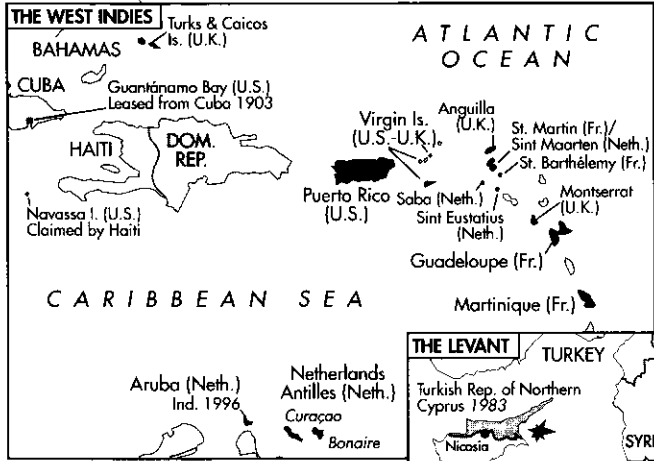 THE WEST INDIES
Turks & Caicos
Is. (U.K.)
BAHAMAS
ATLANTIC
OCEAN
CUBA
Guantánamo Bay (U.S.)
Leased from Cuba 1903
HAITI
DOM.
REP.
Virgin Is.
(U.S.-U.K.)
Anguilla
(U.K.)
St. Martin (Fr.)/
Sint Maarten (Neth.)
St. Barthélemy (Fr.)
Puerto Rico
(U.S.)
Saba (Neth.)
Sint Eustatius
(Neth.)
Montserrat
(U.K.)
Navassa I. (U.S.)
Claimed by Haiti
Guadeloupe (Fr.)
CARIBBEAN SEA
Martinique (Fr.)
Aruba (Neth.)
Ind. 1996
Netherlands
Antilles (Neth.)
Curaçao
Bonaire
THE LEVANT
TURKEY
Turkish Rep. of Northern
Cyprus 1983
Nicosia
SYRI